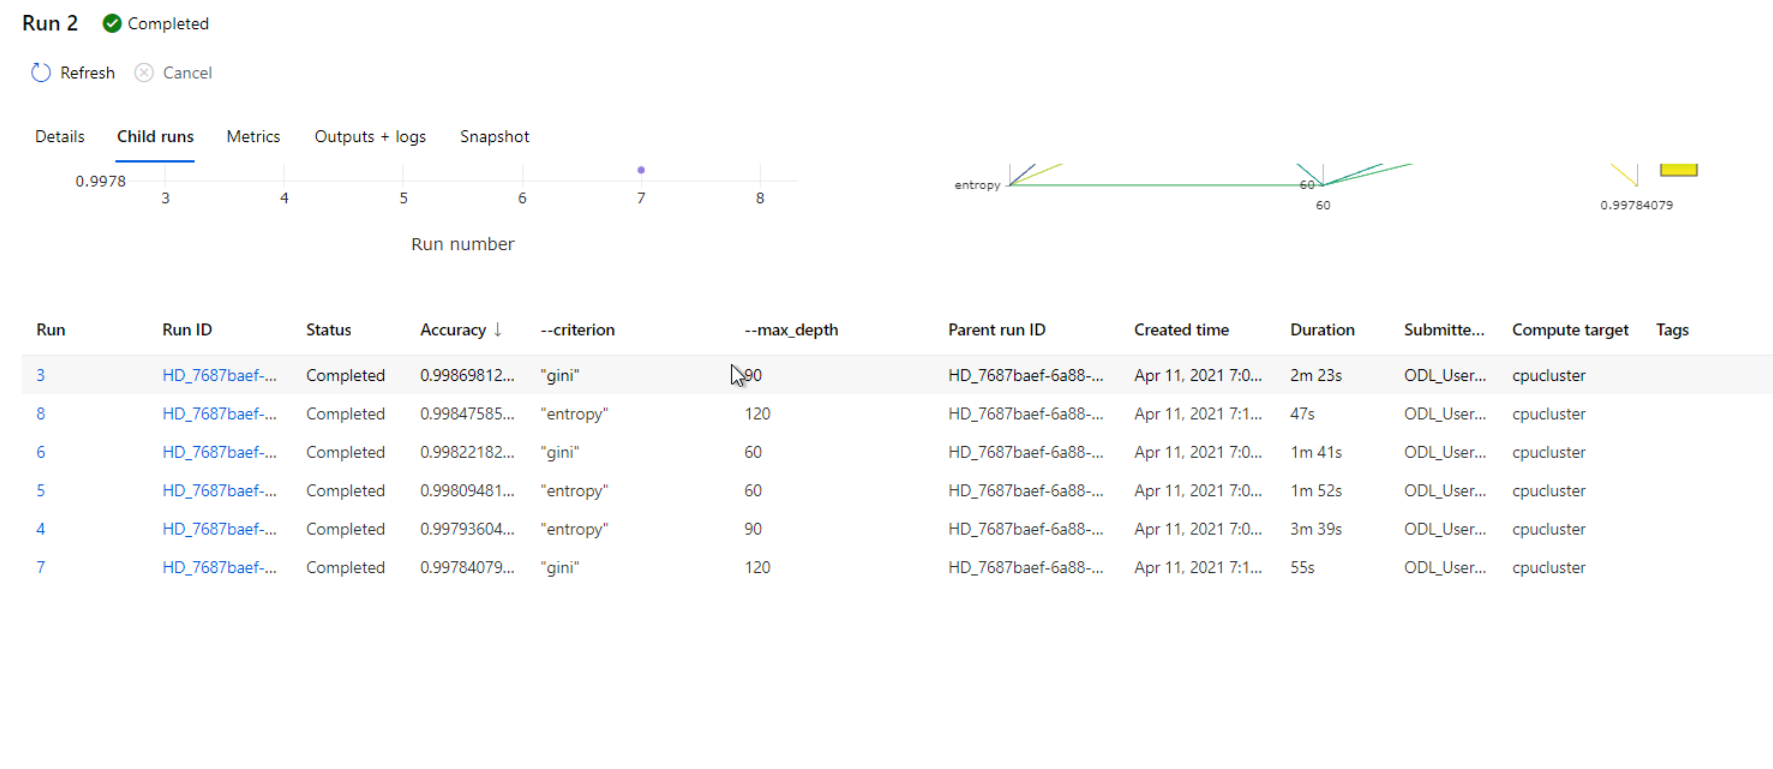 Run 2 Completed
Refresh Cancel
Details Child runs Metrics Outputs + logs Snapshot
0.9978
3 4 5 6 7 8
Run number
entropy 60
60 0.99784079
Run Run ID Status Accuracy ↓ --criterion --max_depth Parent run ID Created time Duration Submitte... Compute target Tags
3 HD_7687baef-... Completed 0.99869812... "gini" 90 HD_7687baef-6a88-... Apr 11, 2021 7:0... 2m 23s ODL_User... cpucluster
8 HD_7687baef-... Completed 0.99847585... "entropy" 120 HD_7687baef-6a88-... Apr 11, 2021 7:1... 47s ODL_User... cpucluster
6 HD_7687baef-... Completed 0.99822182... "gini" 60 HD_7687baef-6a88-... Apr 11, 2021 7:0... 1m 41s ODL_User... cpucluster
5 HD_7687baef-... Completed 0.99809481... "entropy" 60 HD_7687baef-6a88-... Apr 11, 2021 7:0... 1m 52s ODL_User... cpucluster
4 HD_7687baef-... Completed 0.99793604... "entropy" 90 HD_7687baef-6a88-... Apr 11, 2021 7:0... 3m 39s ODL_User... cpucluster
7 HD_7687baef-... Completed 0.99784079... "gini" 120 HD_7687baef-6a88-... Apr 11, 2021 7:1... 55s ODL_User... cpucluster